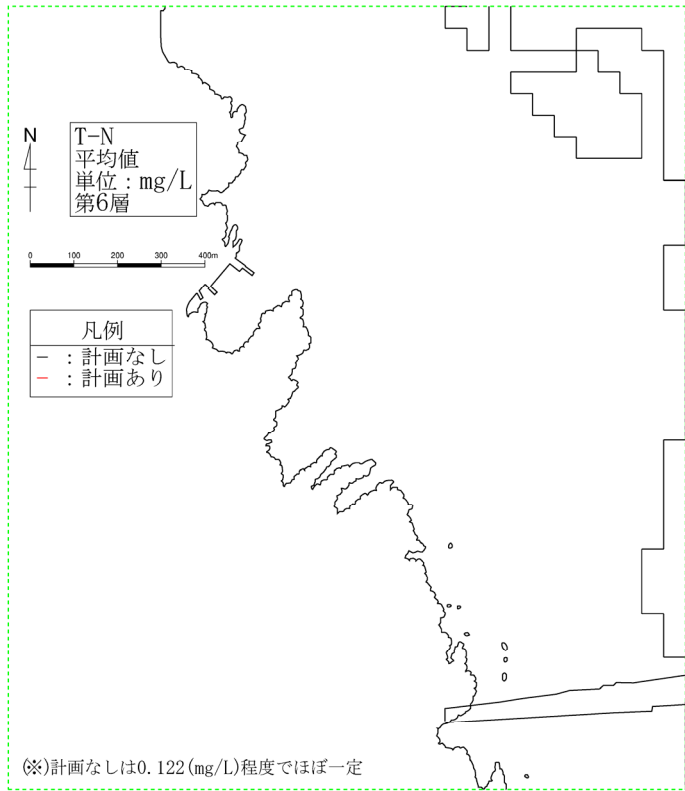 N
T-N
平均値
単位：mg/L
第6層
0 100 200 300 400m
凡例
― ：計画なし
― ：計画あり
(※)計画なしは0.122(mg/L)程度でほぼ一定